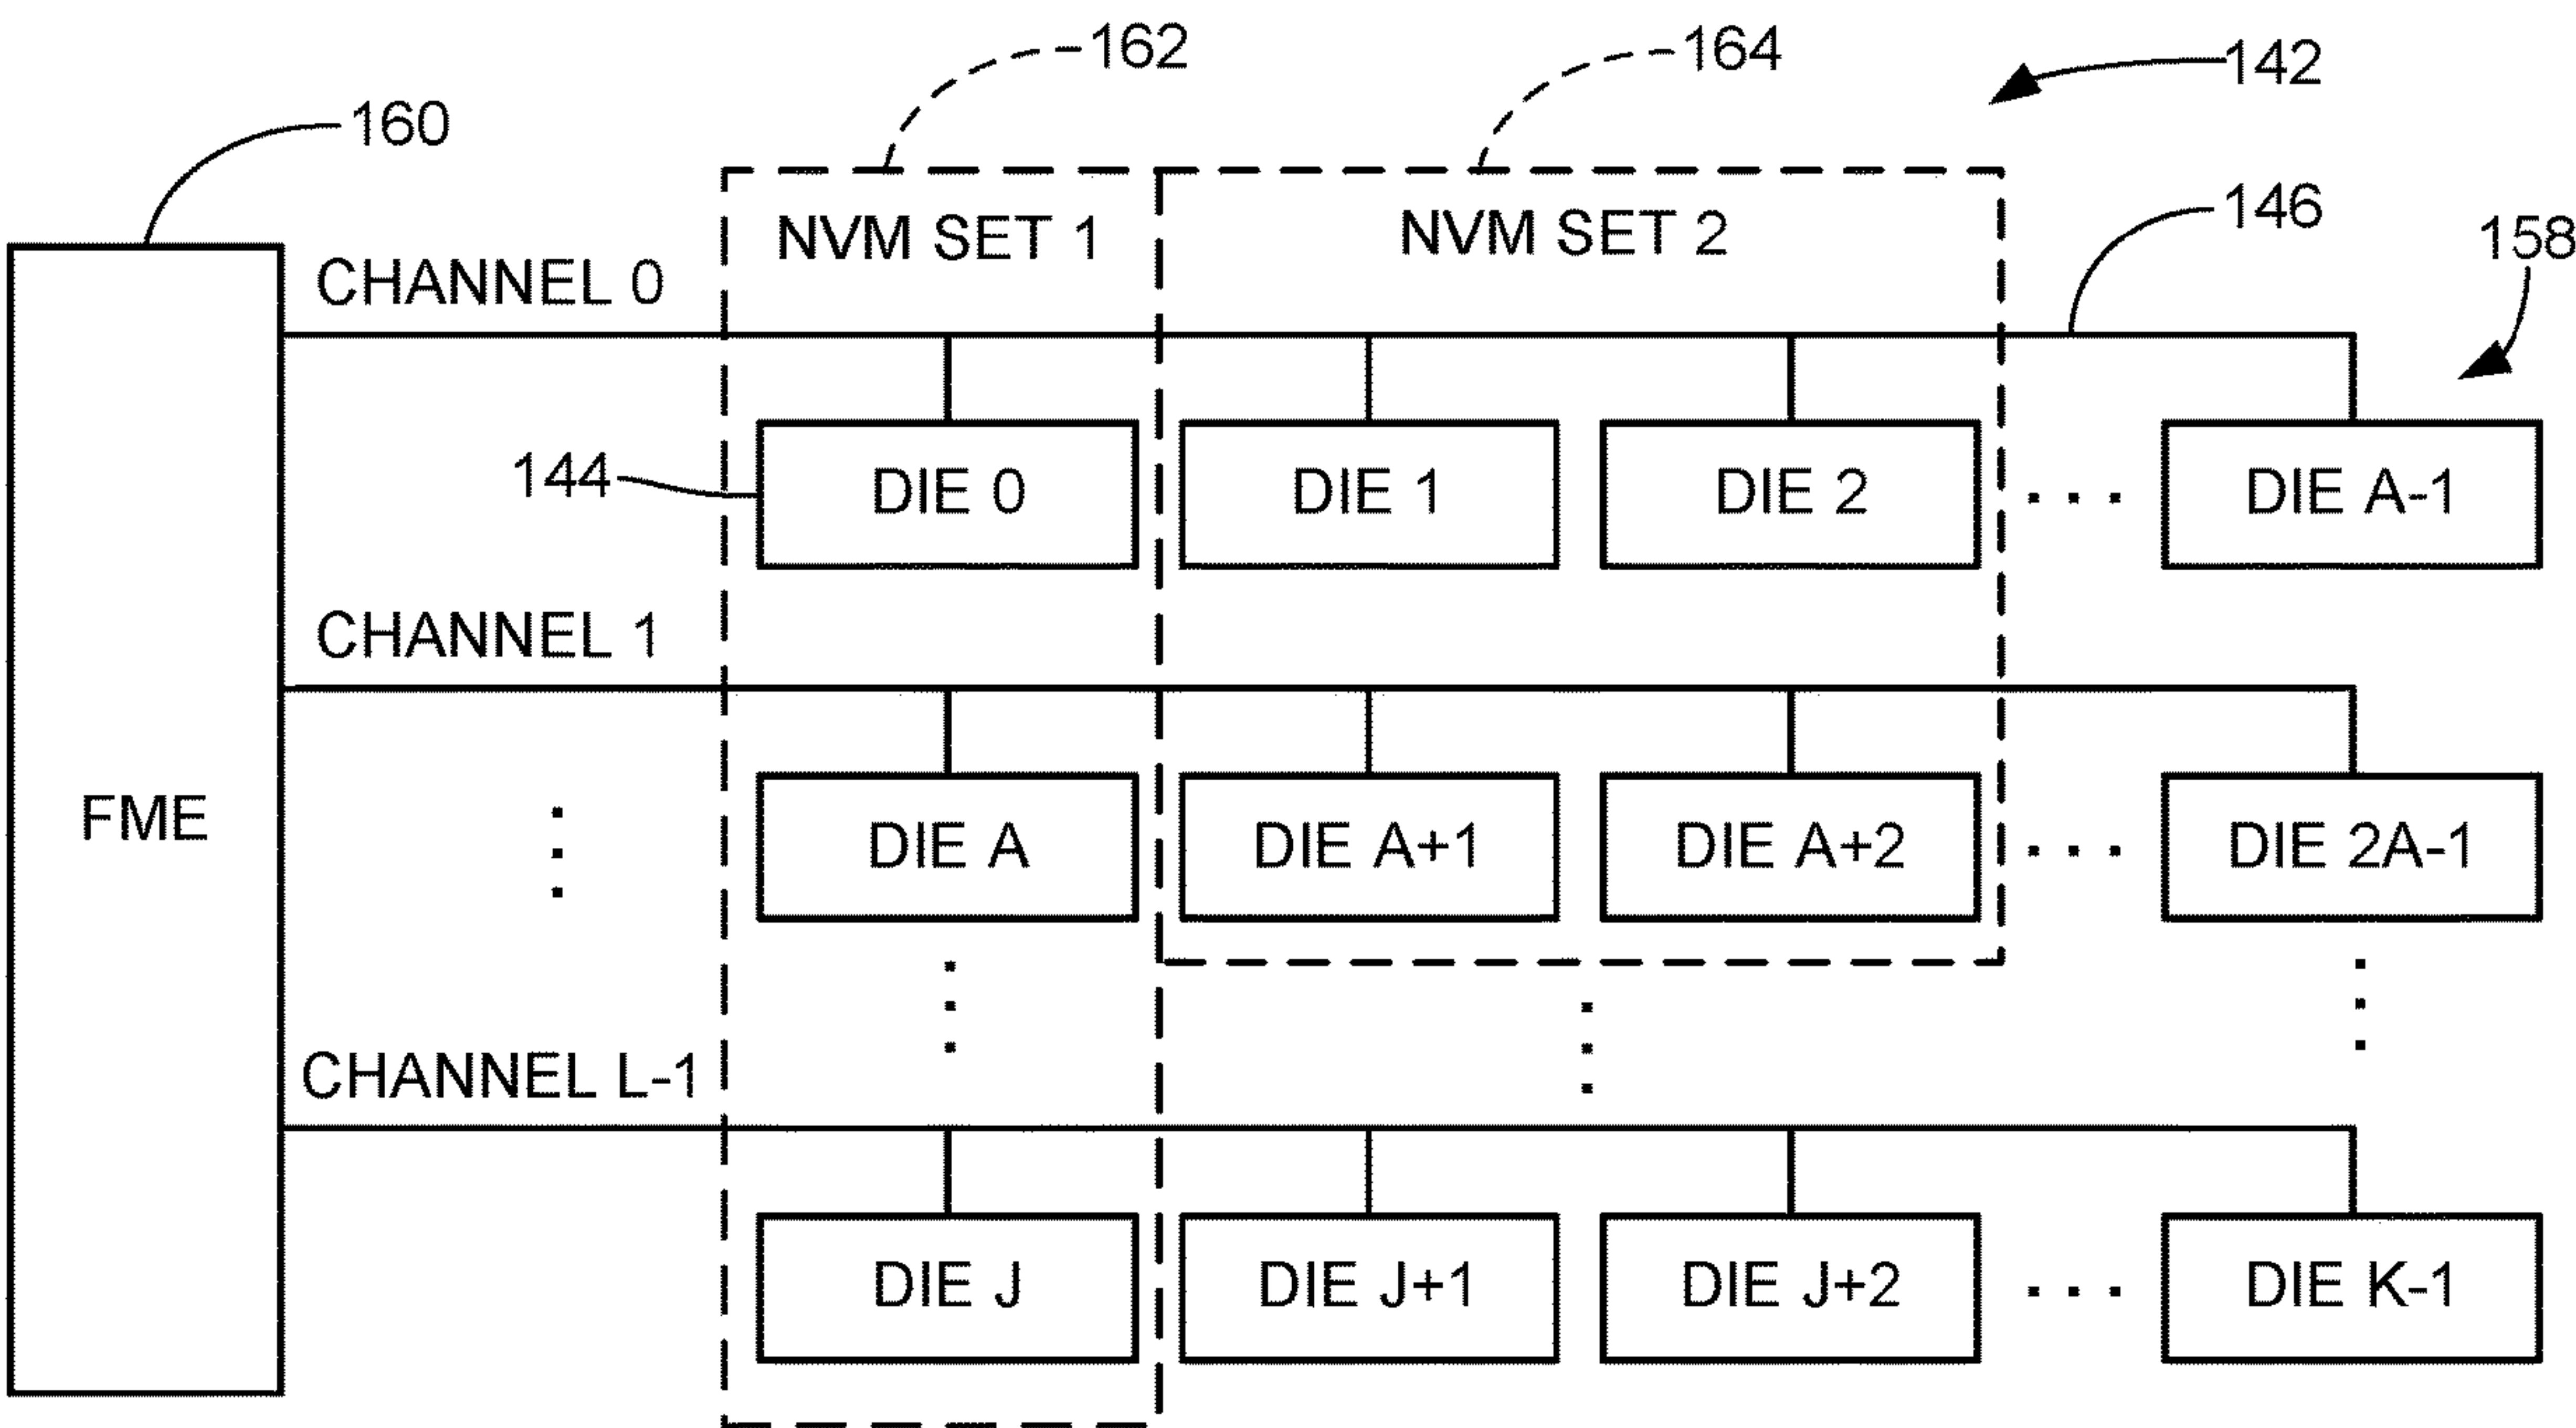 162
164
142
160
NVM SET 1
NVM SET 2
146
158
CHANNEL 0
144
DIE 0
DIE 1
DIE 2
. . .
DIE A-1
CHANNEL 1
FME
DIE A
DIE A+1
DIE A+2
. . .
DIE 2A-1
CHANNEL L-1
DIE J
DIE J+1
DIE J+2
. . .
DIE K-1